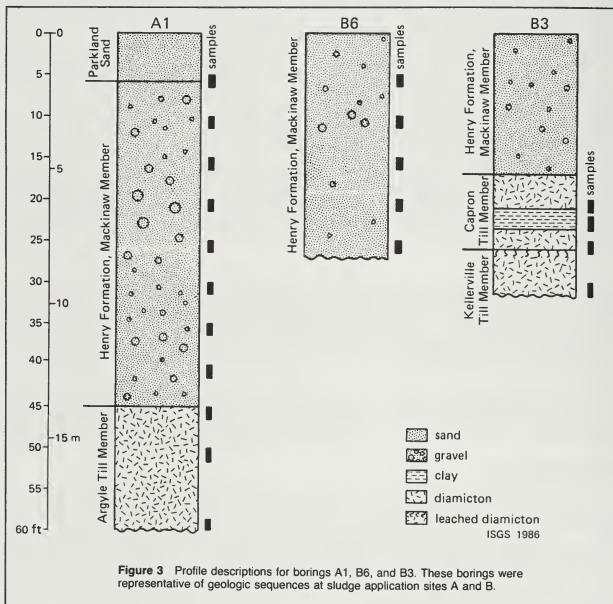 A1
B6
B3
0
0
5
10
15
5
20
25
30
10
35
40
45
50
15 m
55
60 ft
Parkland
Sand
Henry Formation, Mackinaw Member
Argyle Till Member
samples
Henry Formation, Mackinaw Member
samples
Henry Formation,
Mackinaw Member
Capron
Till Member
Kellerville
Till Member
samples
sand
gravel
clay
diamicton
leached diamicton
ISGS 1986
Figure 3 Profile descriptions for borings A1, B6, and B3. These borings were
representative of geologic sequences at sludge application sites A and B.